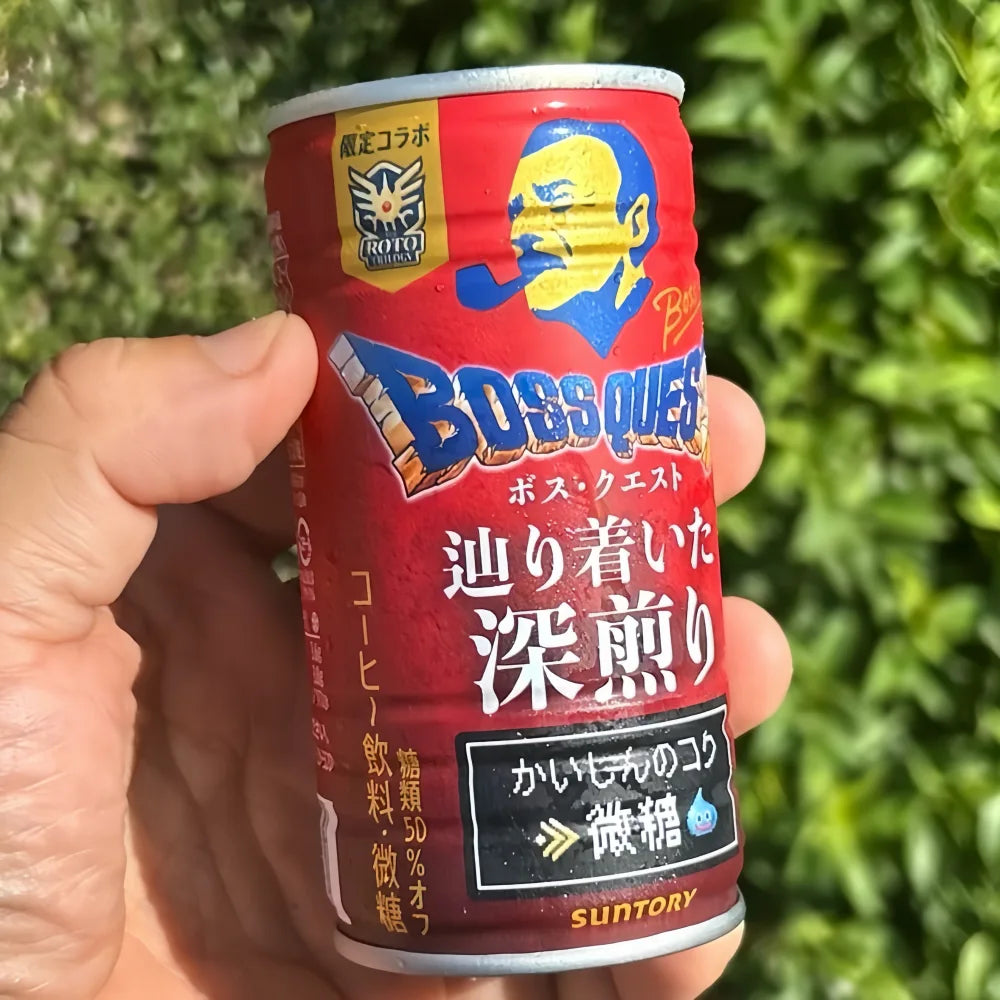 限定コラボ
ROTO
TRILOGY
BOSS
BOSS QUES
ボス・クエスト
辿り着いた
深煎り
かいじんのコク
微糖
SUNTORY
コーヒー飲料・微糖
糖類50%オフ